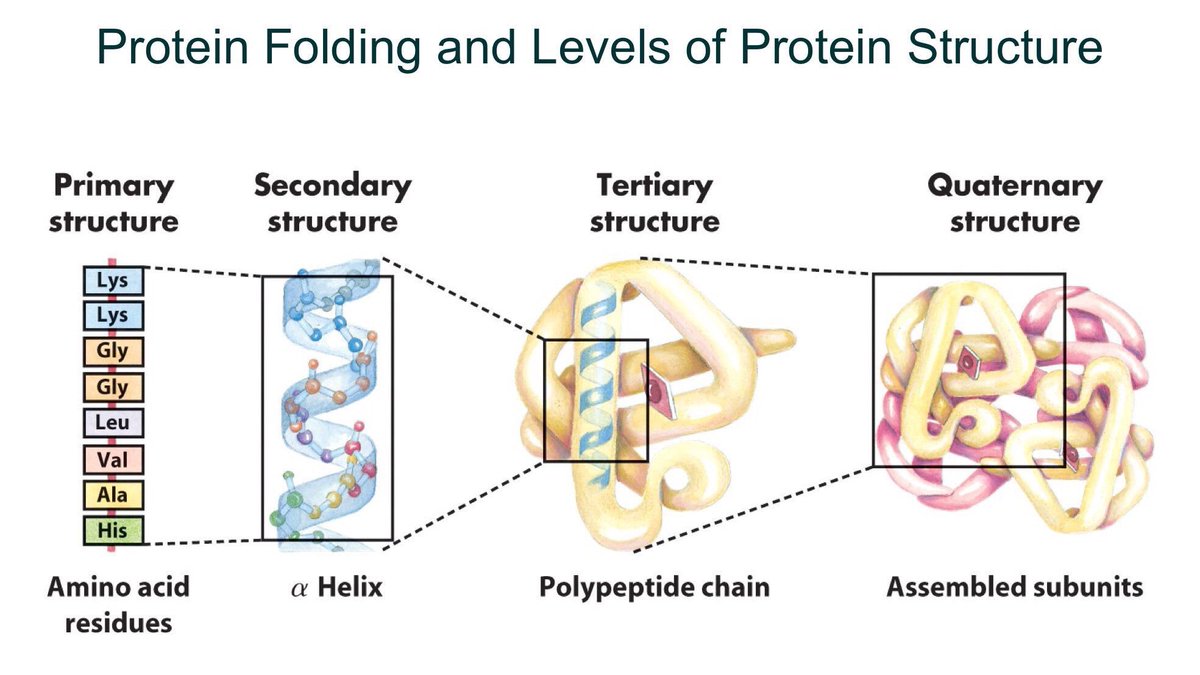 Protein Folding and Levels of Protein Structure
Primary
structure
Secondary
structure
Tertiary
structure
Quaternary
structure
Lys
Lys
Gly
Gly
Leu
Val
Ala
His
Amino acid
residues
α Helix
Polypeptide chain
Assembled subunits